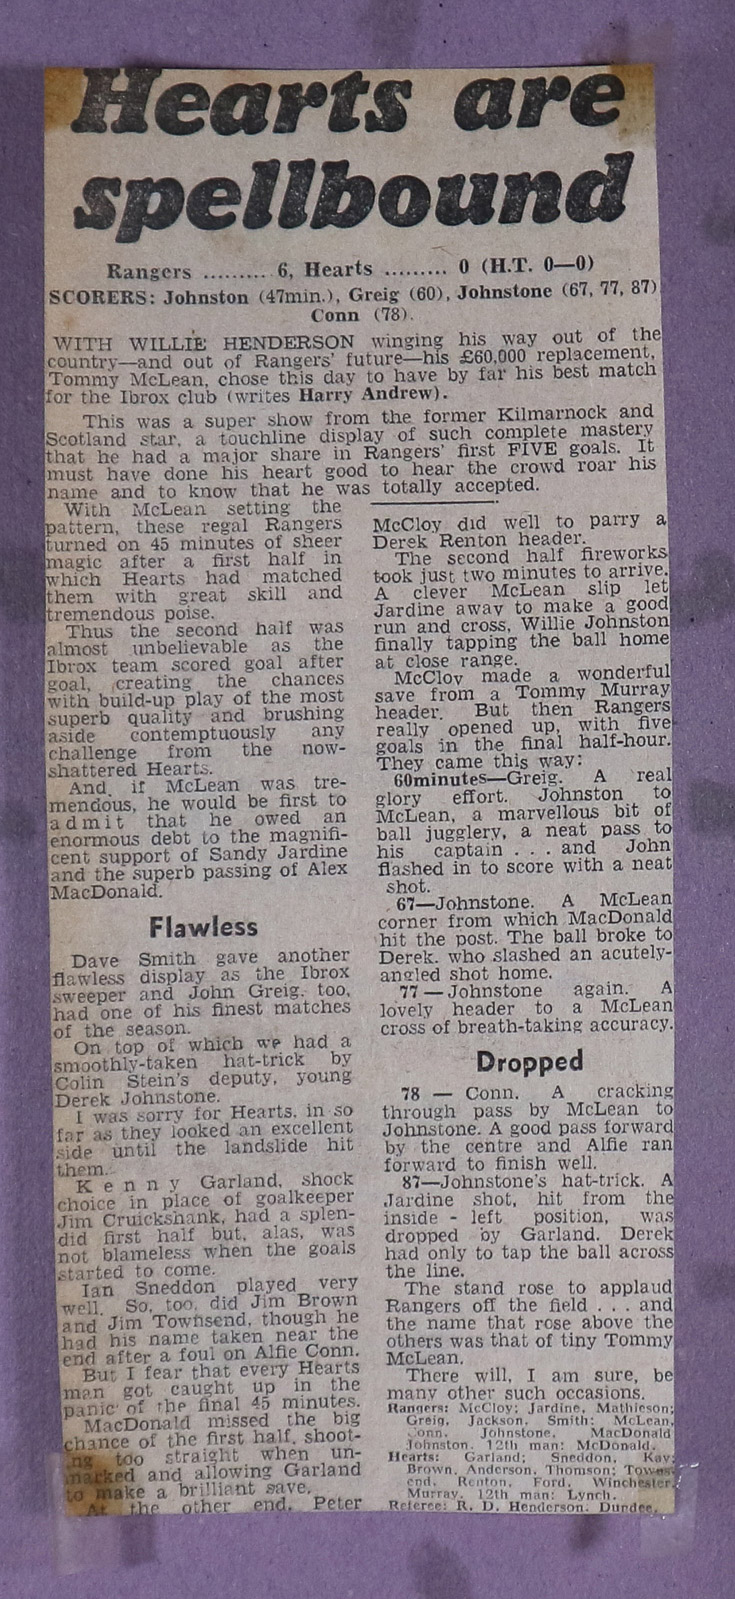 Hearts are
spellbound
Rangers .......... 6, Hearts ......... 0 (H.T. 0—0)
SCORERS: Johnston (47min.), Greig (60), Johnstone (67, 77, 87)
Conn (78).
WITH WILLIE HENDERSON winging his way out of the
country—and out of Rangers' future—his £60,000 replacement,
Tommy McLean, chose this day to have by far his best match
for the Ibrox club (writes Harry Andrew).
This was a super show from the former Kilmarnock and
Scotland star, a touchline display of such complete mastery
that he had a major share in Rangers' first FIVE goals. It
must have done his heart good to hear the crowd roar his
name and to know that he was totally accepted.
With McLean setting the
pattern, these regal Rangers
turned on 45 minutes of sheer
magic after a first half in
which Hearts had matched
them with great skill and
tremendous poise.
Thus the second half was
almost unbelievable as the
Ibrox team scored goal after
goal, creating the chances
with build-up play of the most
superb quality and brushing
aside contemptuously any
challenge from the now-
shattered Hearts.
And if McLean was tre-
mendous, he would be first to
admit that he owed an
enormous debt to the magnifi-
cent support of Sandy Jardine
and the superb passing of Alex
MacDonald.
Flawless
Dave Smith gave another
flawless display as the Ibrox
sweeper and John Greig. too,
had one of his finest matches
of the season.
On top of which we had a
smoothly-taken hat-trick by
Colin Stein's deputy, young
Derek Johnstone.
I was sorry for Hearts, in so
far as they looked an excellent
side until the landslide hit
them.
Kenny Garland, shock
choice in place of goalkeeper
Jim Cruickshank, had a splen-
did first half but, alas, was
not blameless when the goals
started to come.
Ian Sneddon played very
well. So, too, did Jim Brown
and Jim Townsend, though he
had his name taken near the
end after a foul on Alfie Conn.
But I fear that every Hearts
man got caught up in the
panic of the final 45 minutes.
MacDonald missed the big
chance of the first half, shoot-
ing too straight when un-
marked and allowing Garland
to make a brilliant save.
At the other end, Peter
McCloy did well to parry a
Derek Renton header.
The second half fireworks
took just two minutes to arrive.
A clever McLean slip let
Jardine away to make a good
run and cross, Willie Johnston
finally tapping the ball home
at close range.
McCloy made a wonderful
save from a Tommy Murray
header. But then Rangers
really opened up, with five
goals in the final half-hour.
They came this way:
60minutes—Greig. A real
glory effort. Johnston to
McLean, a marvellous bit of
ball jugglery, a neat pass to
his captain . . . and John
flashed in to score with a neat
shot.
67—Johnstone. A McLean
corner from which MacDonald
hit the post. The ball broke to
Derek. who slashed an acutely-
angled shot home.
77 — Johnstone again. A
lovely header to a McLean
cross of breath-taking accuracy.
Dropped
78 — Conn. A cracking
through pass by McLean to
Johnstone. A good pass forward
by the centre and Alfie ran
forward to finish well.
87—Johnstone's hat-trick. A
Jardine shot, hit from the
inside - left position, was
dropped by Garland. Derek
had only to tap the ball across
the line.
The stand rose to applaud
Rangers off the field . . . and
the name that rose above the
others was that of tiny Tommy
McLean.
There will, I am sure, be
many other such occasions.
Rangers: McCloy; Jardine, Mathieson;
Greig, Jackson, Smith; McLean,
Conn, Johnstone, MacDonald
Johnston. 12th man: McDonald.
Hearts: Garland; Sneddon, Kay;
Brown, Anderson, Thomson; Towns-
end, Renton, Ford, Winchester,
Murray. 12th man: Lynch.
Referee: R. D. Henderson. Dundee.